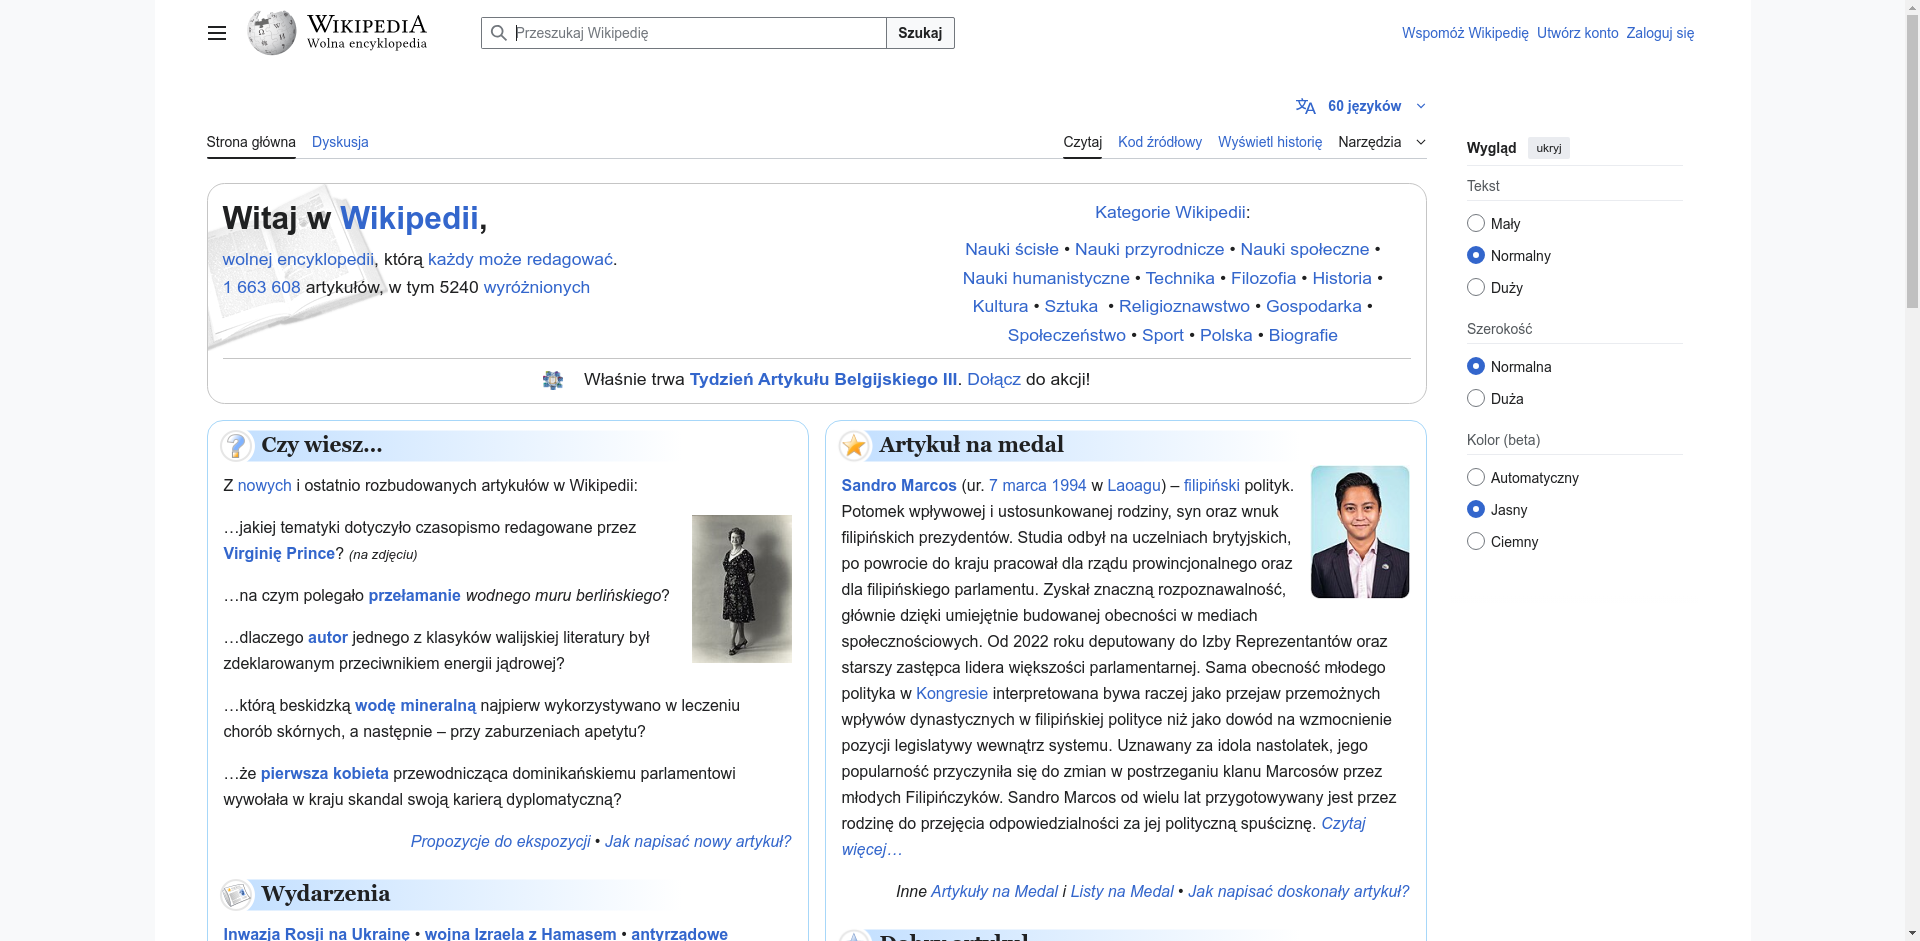 WIKIPEDIA
Wolna encyklopedia
Przeszukaj Wikipedię
Szukaj
Wspomóż Wikipedię Utwórz konto Zaloguj się
60 języków
Strona główna Dyskusja
Czytaj Kod źródłowy Wyświetl historię Narzędzia
Witaj w Wikipedii,
wolnej encyklopedii, którą każdy może redagować.
1 663 608 artykułów, w tym 5240 wyróżnionych
Kategorie Wikipedii:
Nauki ścisłe • Nauki przyrodnicze • Nauki społeczne •
Nauki humanistyczne • Technika • Filozofia • Historia •
Kultura • Sztuka • Religioznawstwo • Gospodarka •
Społeczeństwo • Sport • Polska • Biografie
Właśnie trwa Tydzień Artykułu Belgijskiego III. Dołącz do akcji!
Czy wiesz…
Z nowych i ostatnio rozbudowanych artykułów w Wikipedii:
…jakiej tematyki dotyczyło czasopismo redagowane przez
Virginię Prince? (na zdjęciu)
…na czym polegało przełamanie wodnego muru berlińskiego?
…dlaczego autor jednego z klasyków walijskiej literatury był
zdeklarowanym przeciwnikiem energii jądrowej?
…którą beskidzką wodę mineralną najpierw wykorzystywano w leczeniu
chorób skórnych, a następnie – przy zaburzeniach apetytu?
…że pierwsza kobieta przewodnicząca dominikańskiemu parlamentowi
wywołała w kraju skandal swoją karierą dyplomatyczną?
Propozycje do ekspozycji • Jak napisać nowy artykuł?
Wydarzenia
Inwazja Rosji na Ukrainę • wojna Izraela z Hamasem • antyrządowe
Artykuł na medal
Sandro Marcos (ur. 7 marca 1994 w Laoagu) – filipiński polityk.
Potomek wpływowej i ustosunkowanej rodziny, syn oraz wnuk
filipińskich prezydentów. Studia odbył na uczelniach brytyjskich,
po powrocie do kraju pracował dla rządu prowincjonalnego oraz
dla filipińskiego parlamentu. Zyskał znaczną rozpoznawalność,
głównie dzięki umiejętnie budowanej obecności w mediach
społecznościowych. Od 2022 roku deputowany do Izby Reprezentantów oraz
starszy zastępca lidera większości parlamentarnej. Sama obecność młodego
polityka w Kongresie interpretowana bywa raczej jako przejaw przemożnych
wpływów dynastycznych w filipińskiej polityce niż jako dowód na wzmocnienie
pozycji legislatywy wewnątrz systemu. Uznawany za idola nastolatek, jego
popularność przyczyniła się do zmian w postrzeganiu klanu Marcosów przez
młodych Filipińczyków. Sandro Marcos od wielu lat przygotowywany jest przez
rodzinę do przejęcia odpowiedzialności za jej polityczną spuściznę. Czytaj
więcej…
Inne Artykuły na Medal i Listy na Medal • Jak napisać doskonały artykuł?
Dobry artykuł
Wygląd ukryj
Tekst
Mały
Normalny
Duży
Szerokość
Normalna
Duża
Kolor (beta)
Automatyczny
Jasny
Ciemny